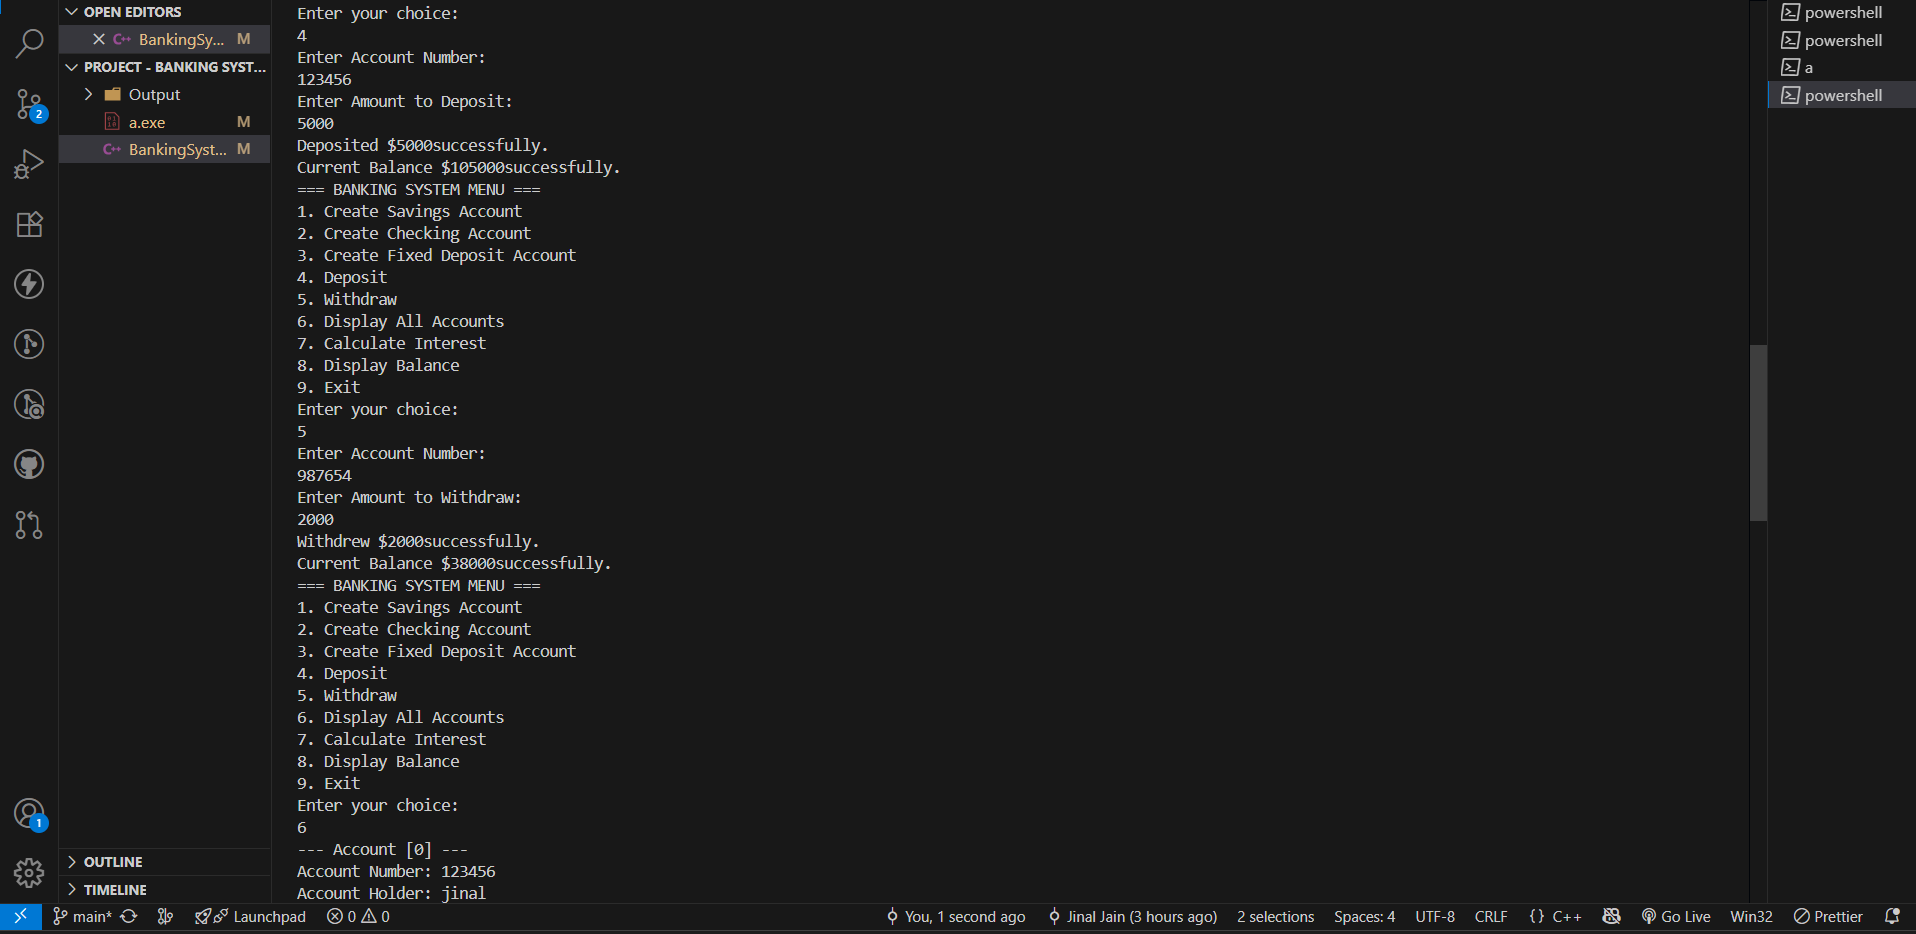 OPEN EDITORS
BankingSy... M
PROJECT - BANKING SYST...
Output
a.exe M
BankingSyst... M
2
1
OUTLINE
TIMELINE
Enter your choice:
4
Enter Account Number:
123456
Enter Amount to Deposit:
5000
Deposited $5000successfully.
Current Balance $105000successfully.
=== BANKING SYSTEM MENU ===
1. Create Savings Account
2. Create Checking Account
3. Create Fixed Deposit Account
4. Deposit
5. Withdraw
6. Display All Accounts
7. Calculate Interest
8. Display Balance
9. Exit
Enter your choice:
5
Enter Account Number:
987654
Enter Amount to Withdraw:
2000
Withdrew $2000successfully.
Current Balance $38000successfully.
=== BANKING SYSTEM MENU ===
1. Create Savings Account
2. Create Checking Account
3. Create Fixed Deposit Account
4. Deposit
5. Withdraw
6. Display All Accounts
7. Calculate Interest
8. Display Balance
9. Exit
Enter your choice:
6
--- Account [0] ---
Account Number: 123456
Account Holder: jinal
powershell
powershell
a
powershell
main* Launchpad 0 0 You, 1 second ago Jinal Jain (3 hours ago) 2 selections Spaces: 4 UTF-8 CRLF {} C++ Go Live Win32 Prettier